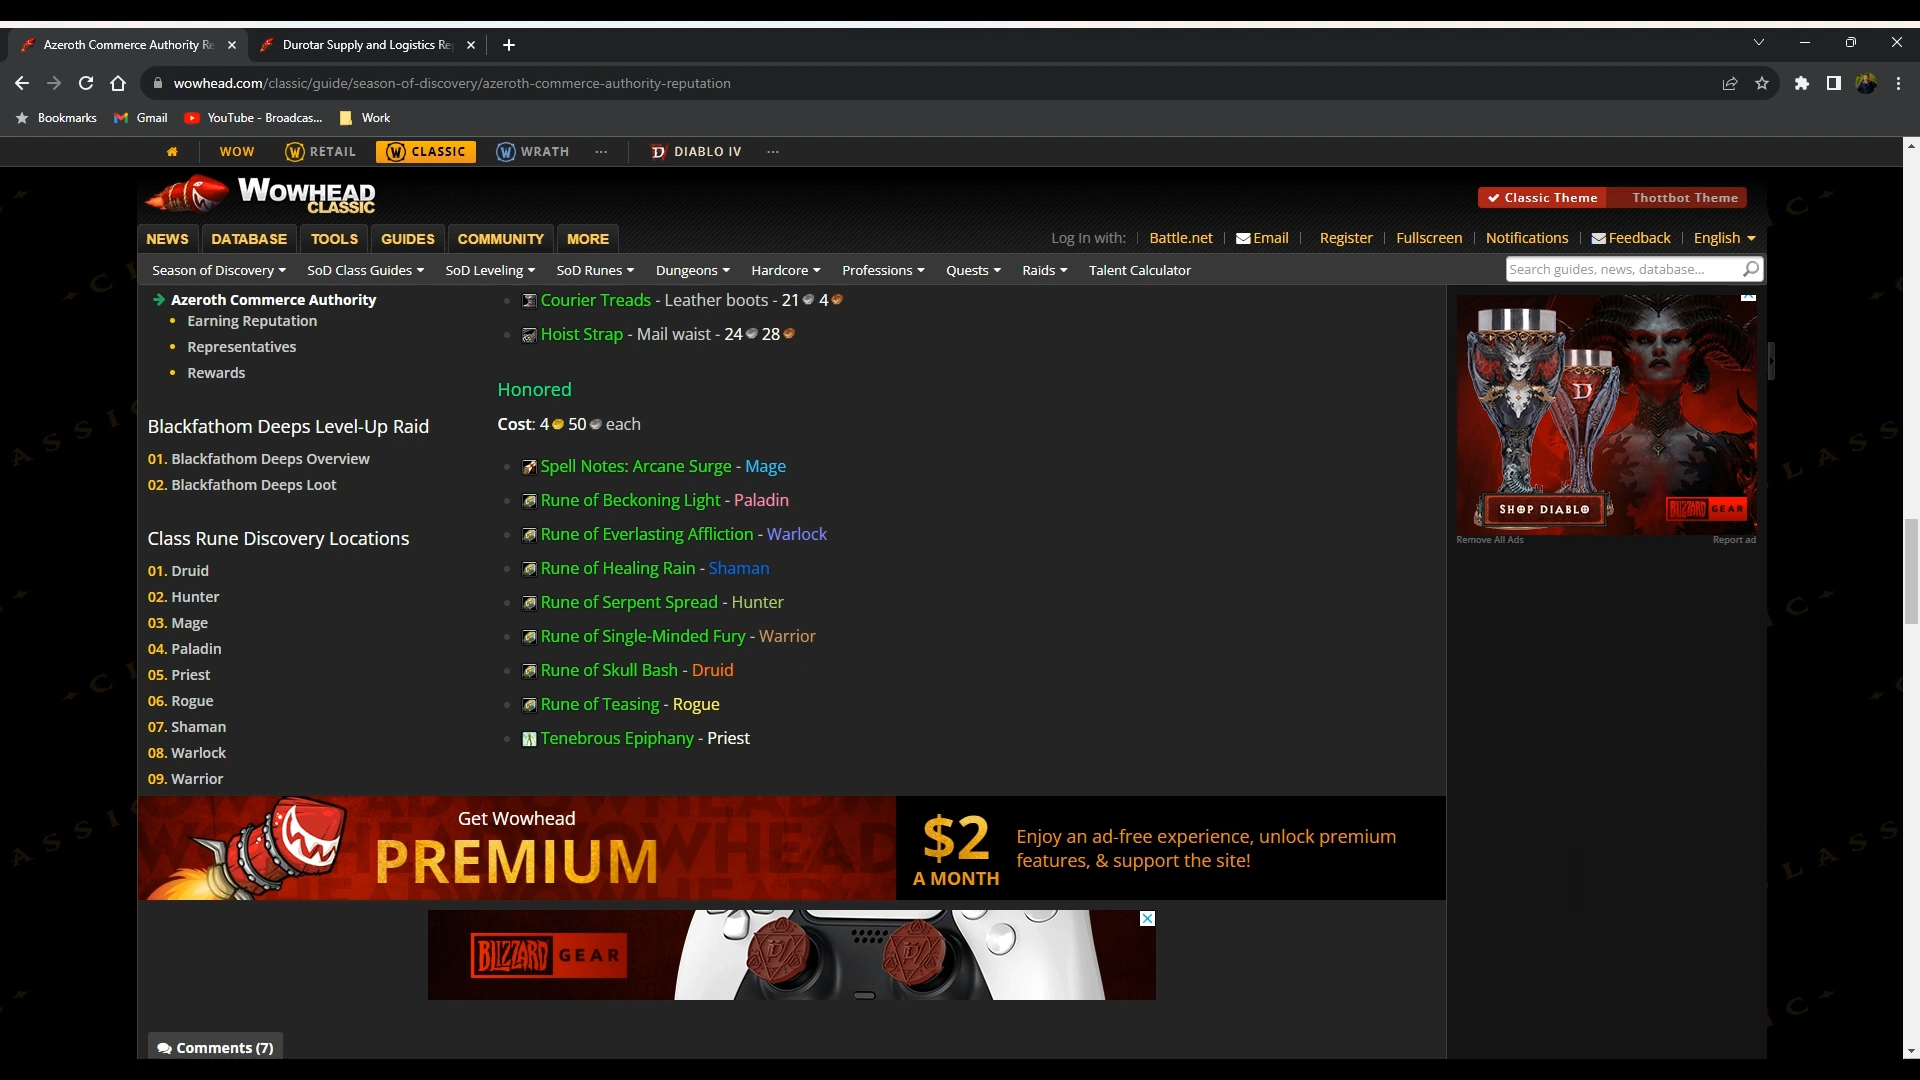 Azeroth Commerce Authority Re
Durotar Supply and Logistics Re
wowhead.com/classic/guide/season-of-discovery/azeroth-commerce-authority-reputation
Bookmarks Gmail YouTube - Broadcas... Work
WOW RETAIL CLASSIC WRATH ... DIABLO IV ...
WOWHEAD CLASSIC
Classic Theme Thottbot Theme
NEWS DATABASE TOOLS GUIDES COMMUNITY MORE
Log In with: Battle.net Email Register Fullscreen Notifications Feedback English
Season of Discovery SoD Class Guides SoD Leveling SoD Runes Dungeons Hardcore Professions Quests Raids Talent Calculator
Search guides, news, database...
Azeroth Commerce Authority
Earning Reputation
Representatives
Rewards
Blackfathom Deeps Level-Up Raid
01. Blackfathom Deeps Overview
02. Blackfathom Deeps Loot
Class Rune Discovery Locations
01. Druid
02. Hunter
03. Mage
04. Paladin
05. Priest
06. Rogue
07. Shaman
08. Warlock
09. Warrior
Courier Treads - Leather boots - 21 4
Hoist Strap - Mail waist - 24 28
Honored
Cost: 4 50 each
Spell Notes: Arcane Surge - Mage
Rune of Beckoning Light - Paladin
Rune of Everlasting Affliction - Warlock
Rune of Healing Rain - Shaman
Rune of Serpent Spread - Hunter
Rune of Single-Minded Fury - Warrior
Rune of Skull Bash - Druid
Rune of Teasing - Rogue
Tenebrous Epiphany - Priest
SHOP DIABLO
BLIZZARD GEAR
Remove All Ads Report ad
Get Wowhead
PREMIUM
$2
A MONTH
Enjoy an ad-free experience, unlock premium
features, & support the site!
BLIZZARD GEAR
Comments (7)